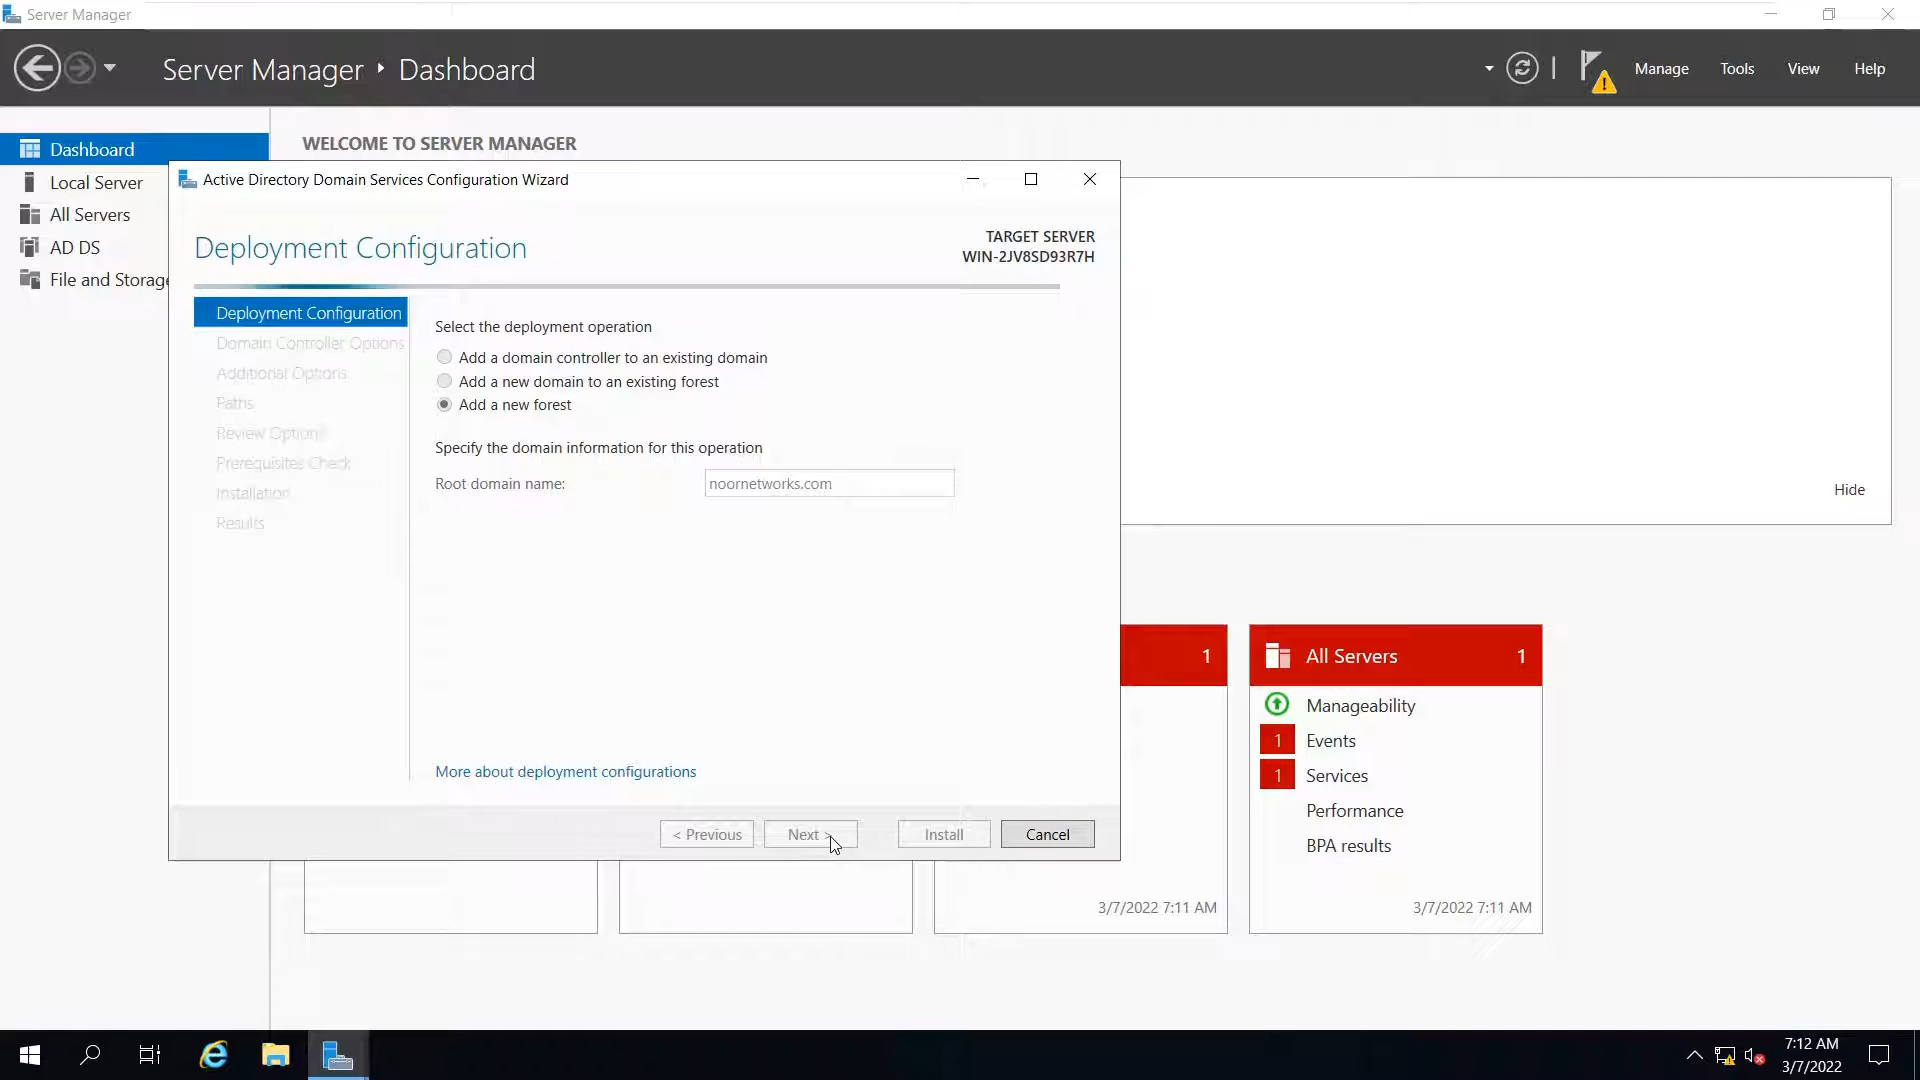 Server Manager
Server Manager
Dashboard
Manage
Tools
View
Help
Dashboard
Local Server
All Servers
AD DS
File and Storage
WELCOME TO SERVER MANAGER
Active Directory Domain Services Configuration Wizard
Deployment Configuration
TARGET SERVER
WIN-2JV8SD93R7H
Deployment Configuration
Domain Controller Options
Additional Options
Paths
Review Options
Prerequisites Check
Installation
Results
Select the deployment operation
Add a domain controller to an existing domain
Add a new domain to an existing forest
Add a new forest
Specify the domain information for this operation
Root domain name:
noornetworks.com
More about deployment configurations
< Previous
Next >
Install
Cancel
Hide
1
3/7/2022 7:11 AM
All Servers
1
Manageability
1
Events
1
Services
Performance
BPA results
3/7/2022 7:11 AM
7:12 AM
3/7/2022